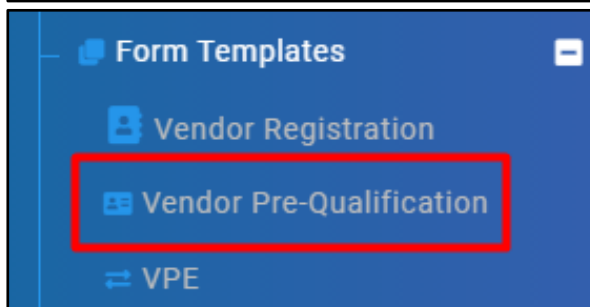 Form Templates
Vendor Registration
Vendor Pre-Qualification
VPE